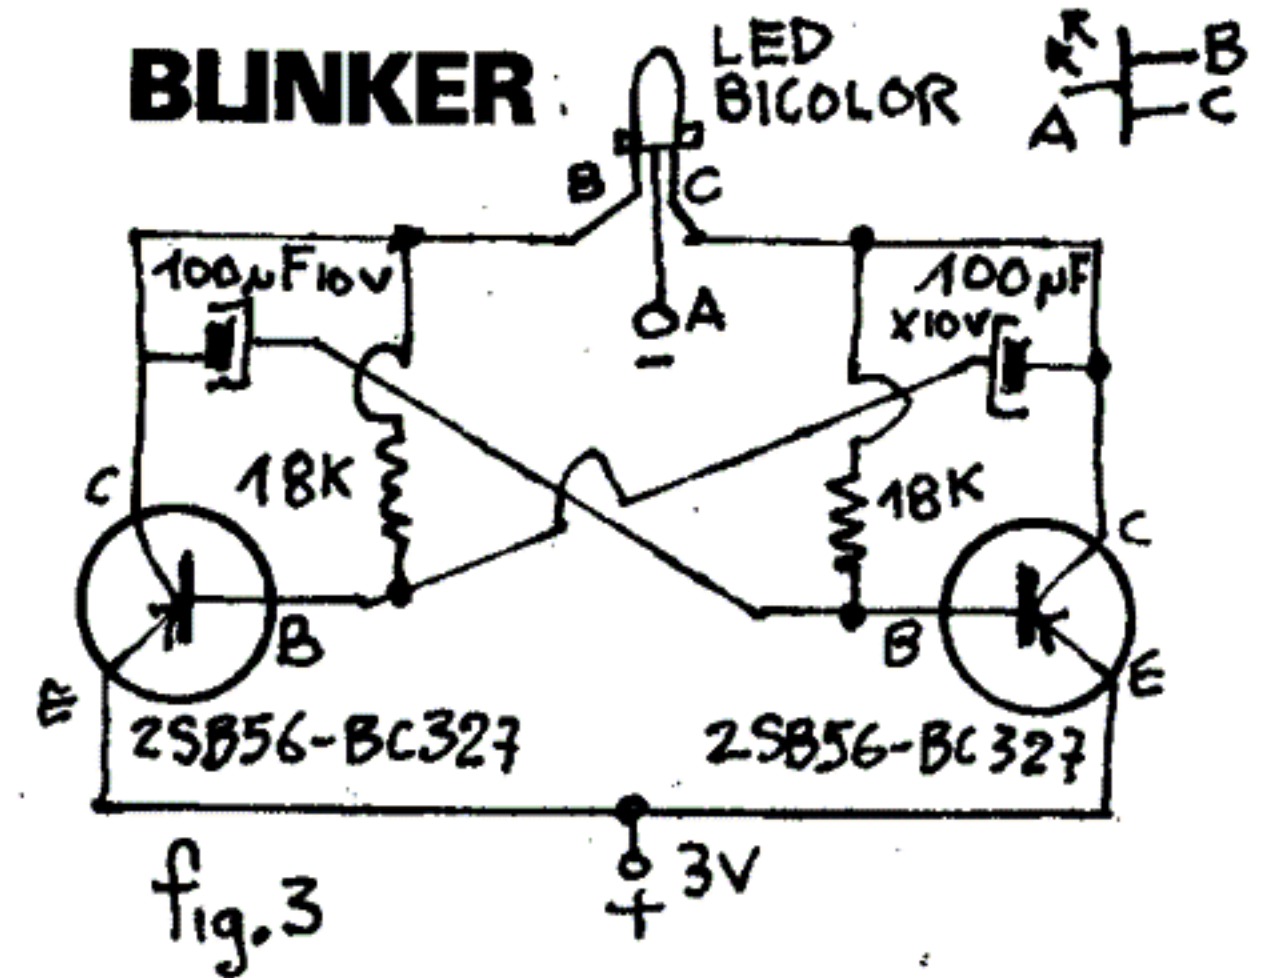 BLINKER
LED
BICOLOR
B
C
A
B
C
A
-
100µF10V
100µF
X10V
18K
18K
C
C
B
B
E
E
2SB56-BC327
2SB56-BC327
3V
+
fig.3